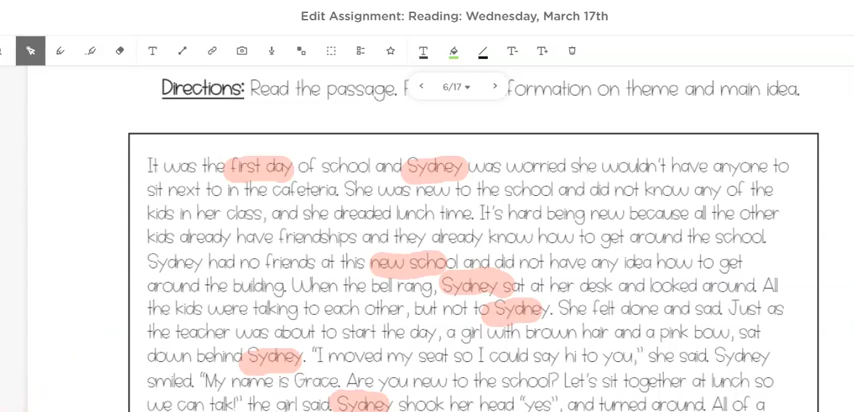 Edit Assignment: Reading: Wednesday, March 17th
T T T- T+
6/17
Directions: Read the passage. formation on theme and main idea.
It was the first day of school and Sydney was worried she wouldn't have anyone to
sit next to in the cafeteria. She was new to the school and did not know any of the
kids in her class, and she dreaded lunch time. It's hard being new because all the other
kids already have friendships and they already know how to get around the school.
Sydney had no friends at this new school and did not have any idea how to get
around the building. When the bell rang, Sydney sat at her desk and looked around. All
the kids were talking to each other, but not to Sydney. She felt alone and sad. Just as
the teacher was about to start the day, a girl with brown hair and a pink bow, sat
down behind Sydney. "I moved my seat so I could say hi to you," she said. Sydney
smiled. "My name is Grace. Are you new to the school? Let's sit together at lunch so
we can talk!" the girl said. Sydney shook her head "yes", and turned around. All of a